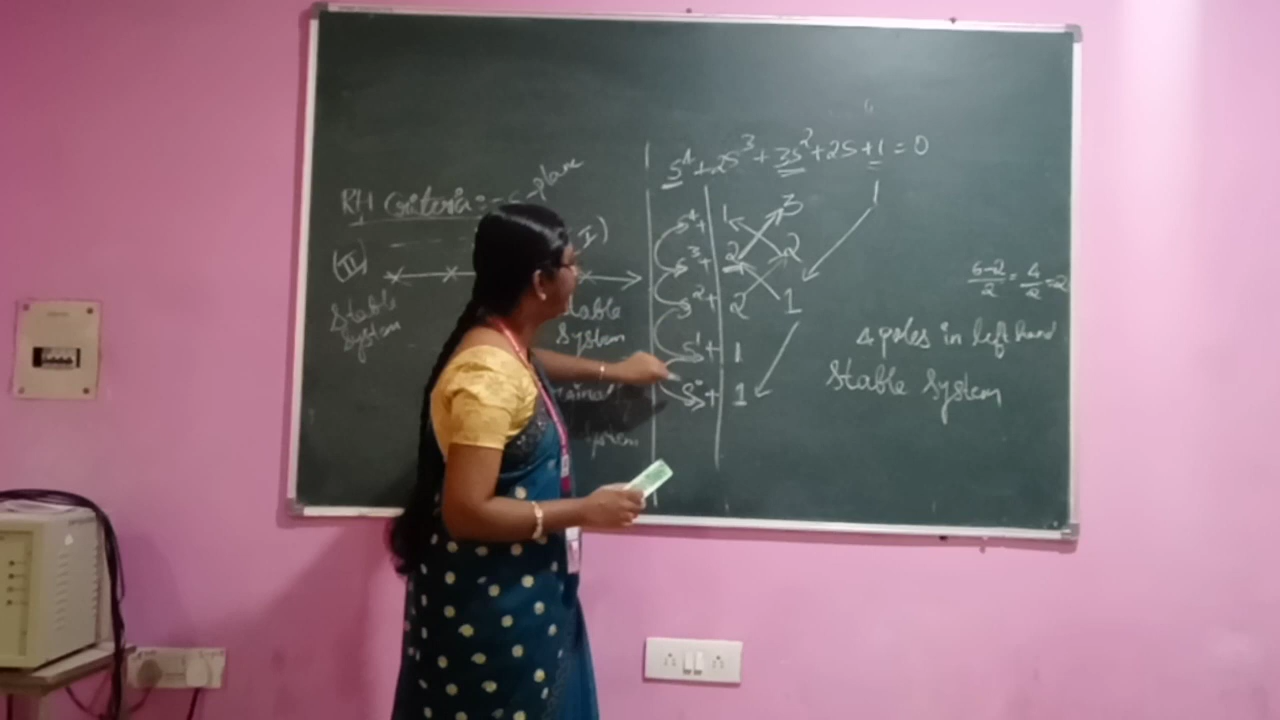 RH Criteria:- s-plane
(II)
I)
Stable
System
table
System
S⁴+2S³+3S²+2S+1=0
S⁴+ 1 3 1
S³+ 2 2
S²+ 2 1
S¹+ 1
S⁰+ 1
6-2/2 = 4/2 = 2
4 poles in left hand
Stable System